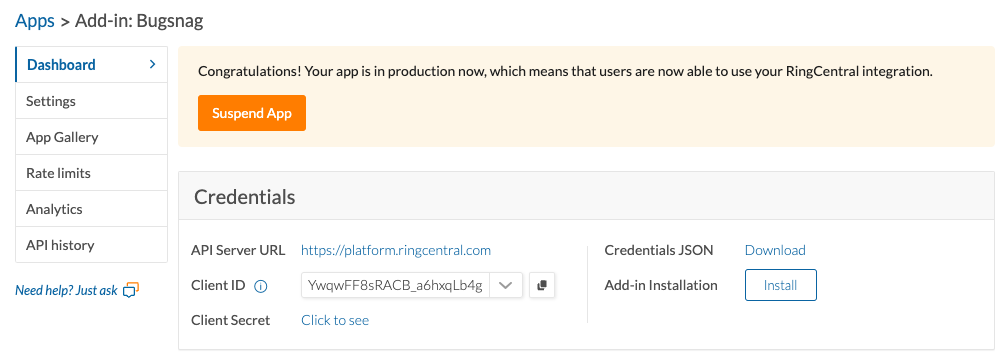 Apps > Add-in: Bugsnag
Dashboard
Settings
App Gallery
Rate limits
Analytics
API history
Need help? Just ask
Congratulations! Your app is in production now, which means that users are now able to use your RingCentral integration.
Suspend App
Credentials
API Server URL https://platform.ringcentral.com
Client ID YwqwFF8sRACB_a6hxqLb4g
Client Secret Click to see
Credentials JSON Download
Add-in Installation Install